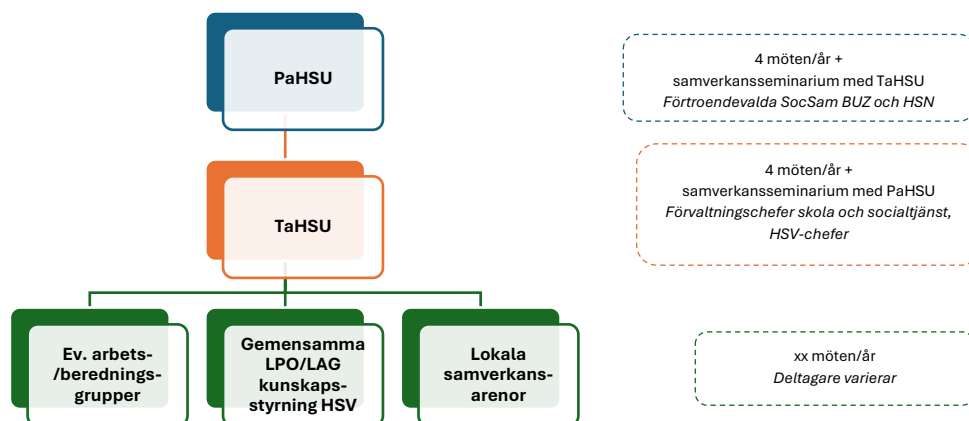 PaHSU
4 möten/år +
samverkansseminarium med TaHSU
Förtroendevalda SocSam BUZ och HSN
TaHSU
4 möten/år +
samverkansseminarium med PaHSU
Förvaltningschefer skola och socialtjänst,
HSV-chefer
Ev. arbets-
/berednings-
grupper
Gemensamma
LPO/LAG
kunskaps-
styrning HSV
Lokala
samverkans-
arenor
xx möten/år
Deltagare varierar